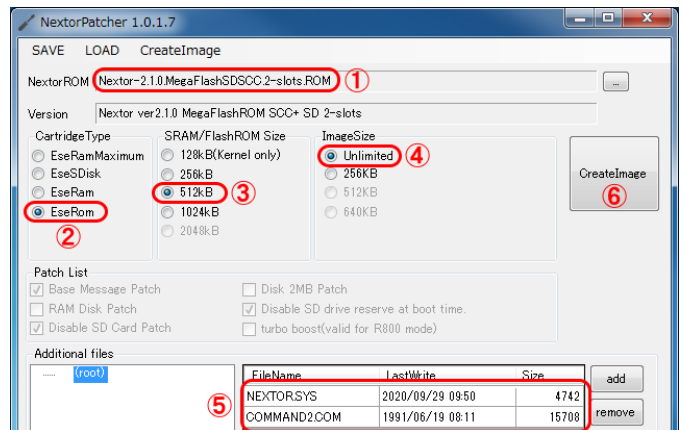 NextorPatcher 1.0.1.7
SAVE LOAD CreateImage
NextorROM Nextor-2.1.0.MegaFlashSDSCC.2-slots.ROM ① ...
Version Nextor ver2.1.0 MegaFlashROM SCC+ SD 2-slots
CartridgeType SRAM/FlashROM Size ImageSize
EseRamMaximum 128kB(Kernel only) Unlimited ④
EseSDisk 256kB 256KB CreateImage
EseRam 512kB ③ 512KB ⑥
EseRom 1024kB 640KB
② 2048kB
Patch List
Base Message Patch Disk 2MB Patch
RAM Disk Patch Disable SD drive reserve at boot time.
Disable SD Card Patch turbo boost(valid for R800 mode)
Additional files
(root) FileName LastWrite Size add
⑤ NEXTOR.SYS 2020/09/29 09:50 4742
COMMAND2.COM 1991/06/19 08:11 15708 remove